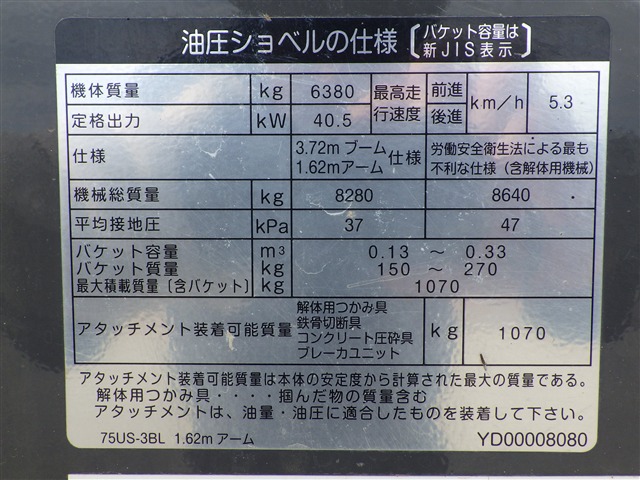 油圧ショベルの仕様〔バケット容量は
新JIS表示〕
機体質量 kg 6380 最高走行速度 前進 後進 km/h 5.3
定格出力 kW 40.5
仕様 3.72mブーム 1.62mアーム 仕様 労働安全衛生法による最も不利な仕様(含解体用機械)
機械総質量 kg 8280 8640
平均接地圧 kPa 37 47
バケット容量 m³ 0.13 ～ 0.33
バケット質量 kg 150 ～ 270
最大積載質量〔含バケット〕 kg 1070
アタッチメント装着可能質量 解体用つかみ具 鉄骨切断具 コンクリート圧砕具 ブレーカユニット kg 1070
アタッチメント装着可能質量は本体の安定度から計算された最大の質量である。
解体用つかみ具・・・・掴んだ物の質量含む
アタッチメントは、油量・油圧に適合したものを装着して下さい。
75US-3BL 1.62mアーム YD00008080